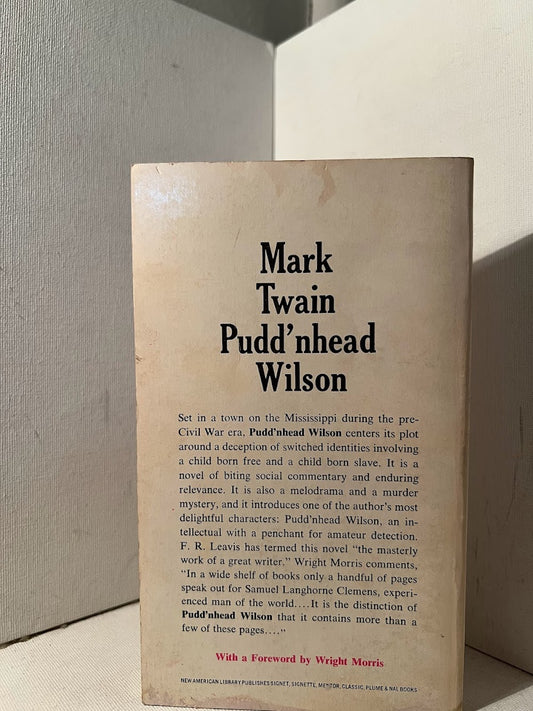 Mark
Twain
Pudd'nhead
Wilson
Set in a town on the Mississippi during the pre-
Civil War era, Pudd'nhead Wilson centers its plot
around a deception of switched identities involving
a child born free and a child born slave. It is a
novel of biting social commentary and enduring
relevance. It is also a melodrama and a murder
mystery, and it introduces one of the author's most
delightful characters: Pudd'nhead Wilson, an in-
tellectual with a penchant for amateur detection.
F. R. Leavis has termed this novel "the masterly
work of a great writer." Wright Morris comments,
"In a wide shelf of books only a handful of pages
speak out for Samuel Langhorne Clemens, experi-
enced man of the world....It is the distinction of
Pudd'nhead Wilson that it contains more than a
few of these pages...."
With a Foreword by Wright Morris
NEW AMERICAN LIBRARY PUBLISHES SIGNET, SIGNETTE, MENTOR, CLASSIC, PLUME & NAL BOOKS